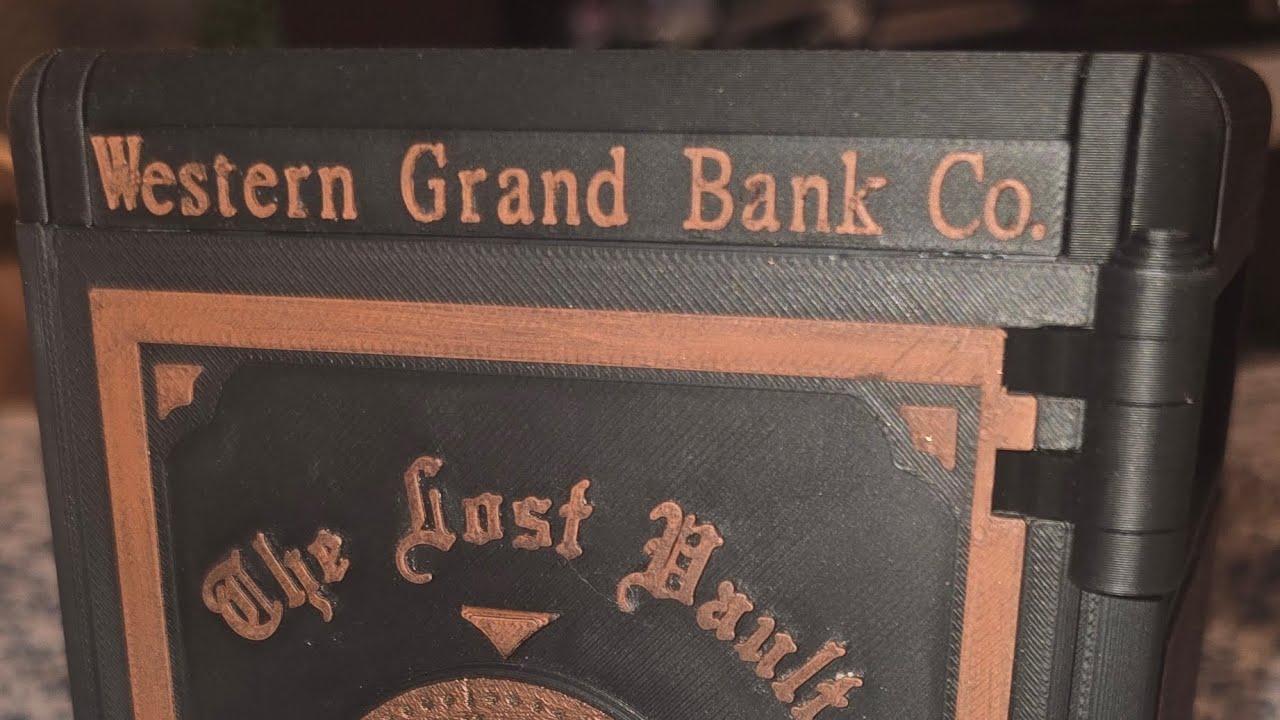 Western Grand Bank Co.
The Lost Vault